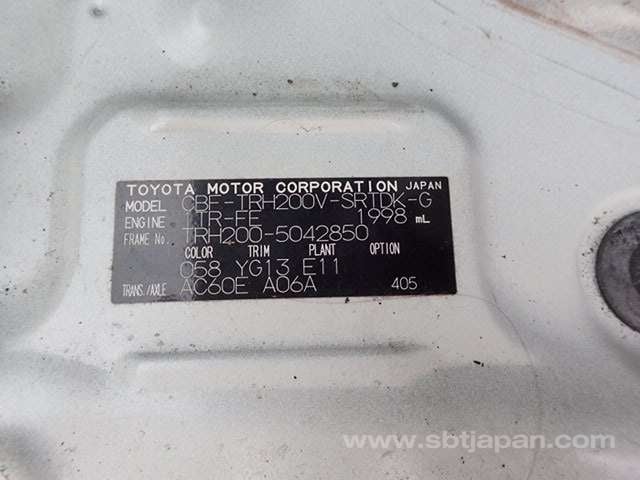 TOYOTA MOTOR CORPORATION JAPAN
MODEL CBF-TRH200V-SRTDK-G
ENGINE 1TR-FE 1998 mL
FRAME No. TRH200-5042850
COLOR TRIM PLANT OPTION
058 YG13 E11
TRANS./AXLE AC60E A06A 405
www.sbtjapan.com/